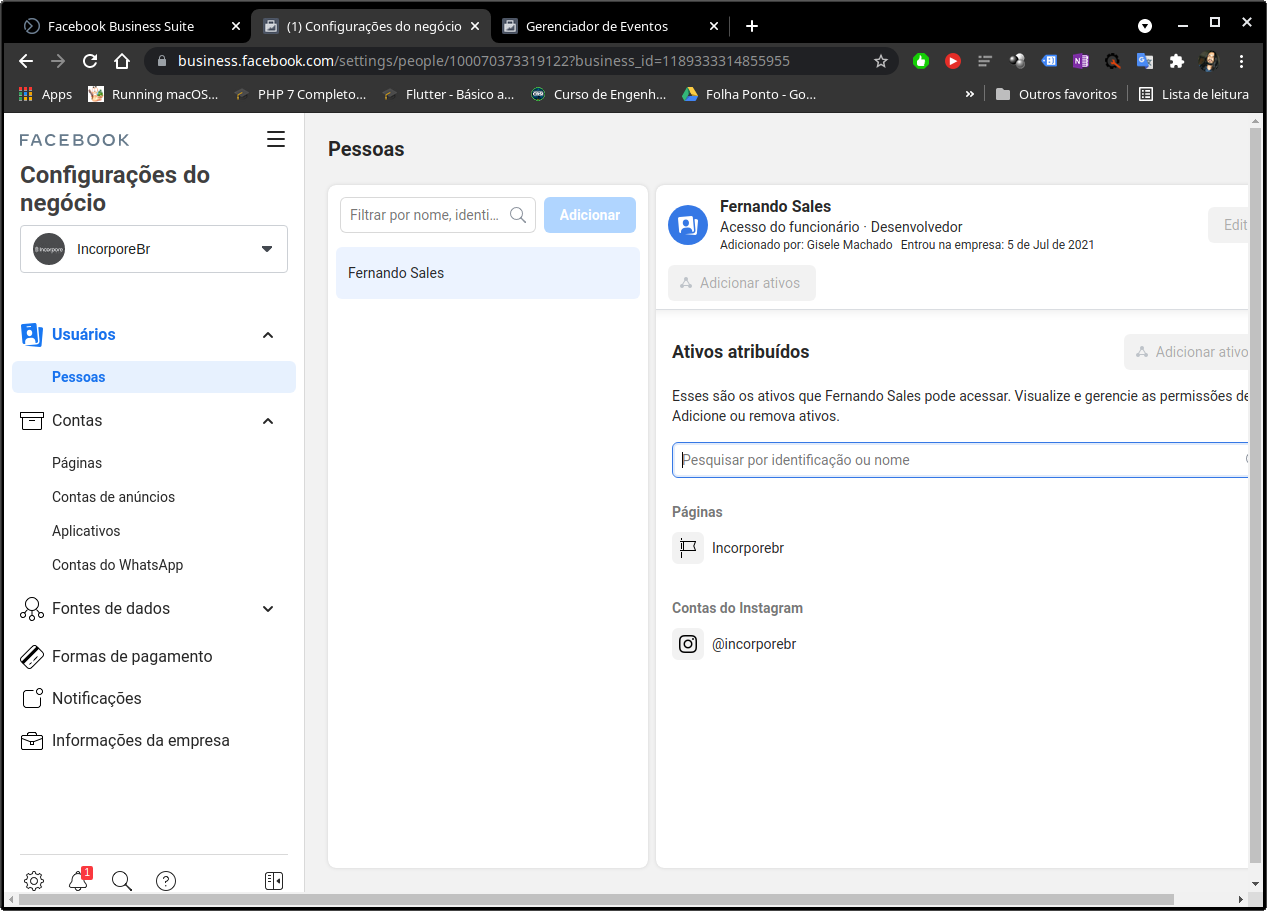 Facebook Business Suite
(1) Configurações do negócio
Gerenciador de Eventos
business.facebook.com/settings/people/100070373319122?business_id=1189333314855955
Apps
Running macOS...
PHP 7 Completo...
Flutter - Básico a...
Curso de Engenh...
Folha Ponto - Go...
»
Outros favoritos
Lista de leitura
FACEBOOK
Configurações do
negócio
IncorporeBr
Usuários
Pessoas
Contas
Páginas
Contas de anúncios
Aplicativos
Contas do WhatsApp
Fontes de dados
Formas de pagamento
Notificações
Informações da empresa
1
Pessoas
Filtrar por nome, identi...
Adicionar
Fernando Sales
Fernando Sales
Acesso do funcionário · Desenvolvedor
Adicionado por: Gisele Machado Entrou na empresa: 5 de Jul de 2021
Edit
Adicionar ativos
Ativos atribuídos
Adicionar ativo
Esses são os ativos que Fernando Sales pode acessar. Visualize e gerencie as permissões de
Adicione ou remova ativos.
Pesquisar por identificação ou nome
Páginas
Incorporebr
Contas do Instagram
@incorporebr